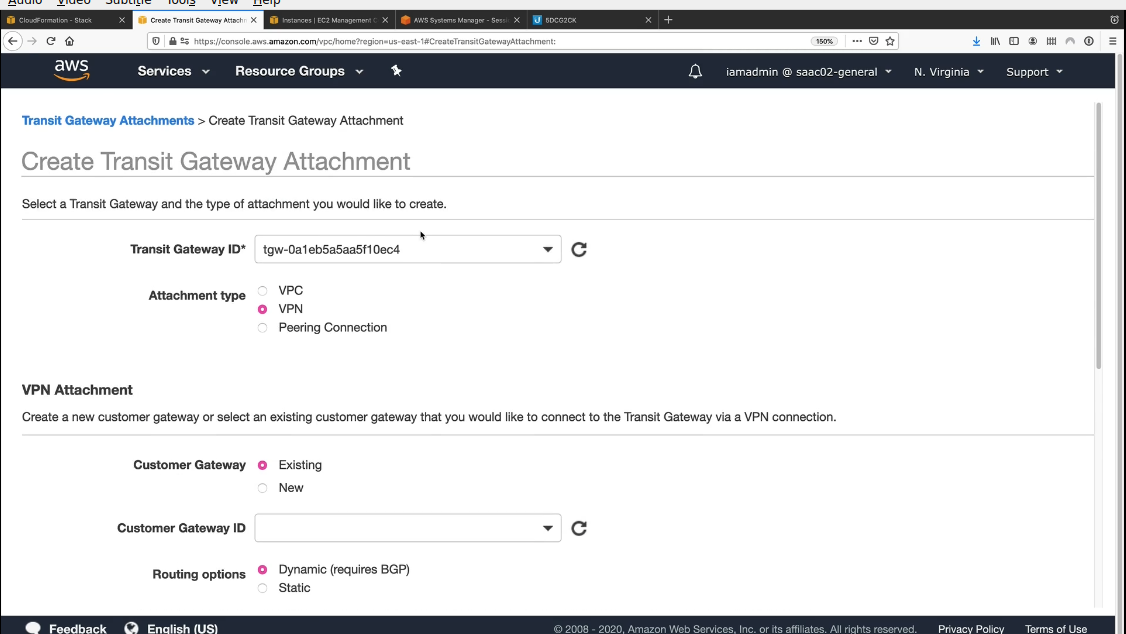 Audio Video Subtitle Tools View Help
CloudFormation - Stack
Create Transit Gateway Attachm
Instances | EC2 Management C
AWS Systems Manager - Sessi
5DCG2CK
https://console.aws.amazon.com/vpc/home?region=us-east-1#CreateTransitGatewayAttachment:
150%
aws
Services
Resource Groups
iamadmin @ saac02-general
N. Virginia
Support
Transit Gateway Attachments > Create Transit Gateway Attachment
Create Transit Gateway Attachment
Select a Transit Gateway and the type of attachment you would like to create.
Transit Gateway ID* tgw-0a1eb5a5aa5f10ec4
Attachment type
VPC
VPN
Peering Connection
VPN Attachment
Create a new customer gateway or select an existing customer gateway that you would like to connect to the Transit Gateway via a VPN connection.
Customer Gateway
Existing
New
Customer Gateway ID
Routing options
Dynamic (requires BGP)
Static
Feedback
English (US)
© 2008 - 2020, Amazon Web Services, Inc. or its affiliates. All rights reserved.
Privacy Policy
Terms of Use